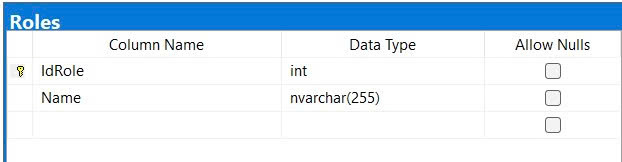 Roles
Column Name Data Type Allow Nulls
IdRole int
Name nvarchar(255)